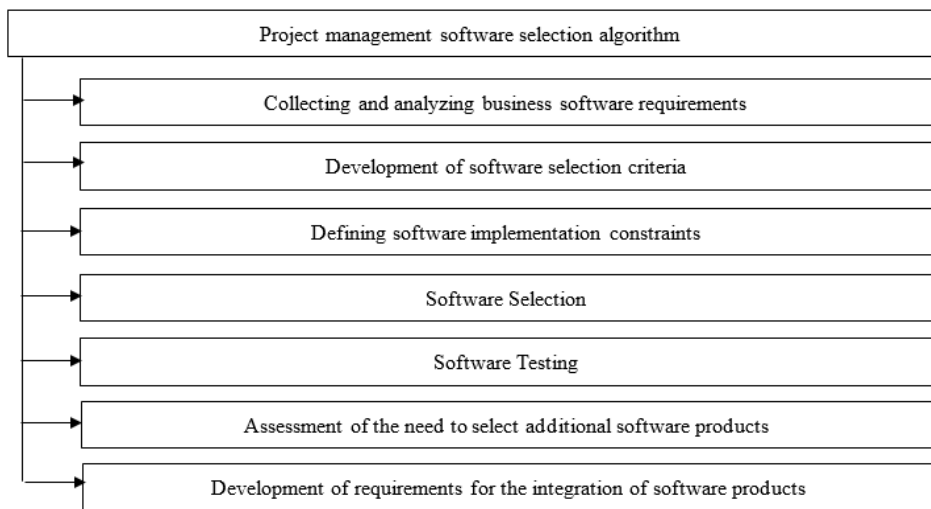 Project management software selection algorithm
Collecting and analyzing business software requirements
Development of software selection criteria
Defining software implementation constraints
Software Selection
Software Testing
Assessment of the need to select additional software products
Development of requirements for the integration of software products